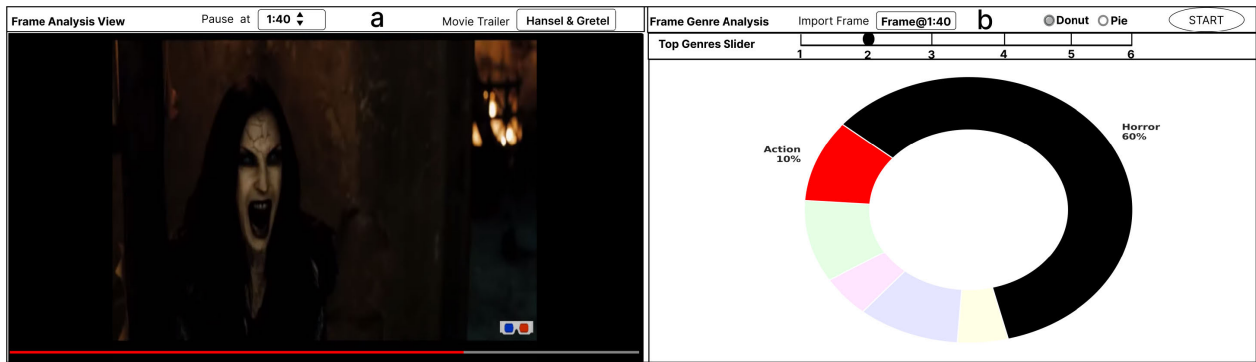 Frame Analysis View Pause at 1:40 a Movie Trailer Hansel & Gretel
Frame Genre Analysis Import Frame Frame@1:40 b Donut Pie START
Top Genres Slider 1 2 3 4 5 6
Horror
60%
Action
10%